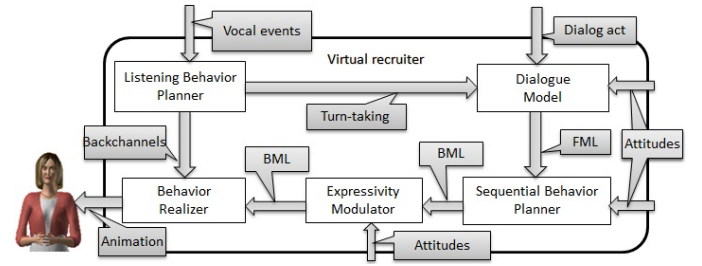 Vocal events
Dialog act
Virtual recruiter
Listening Behavior
Planner
Dialogue
Model
Turn-taking
Backchannels
BML
BML
FML
Attitudes
Behavior
Realizer
Expressivity
Modulator
Sequential Behavior
Planner
Animation
Attitudes